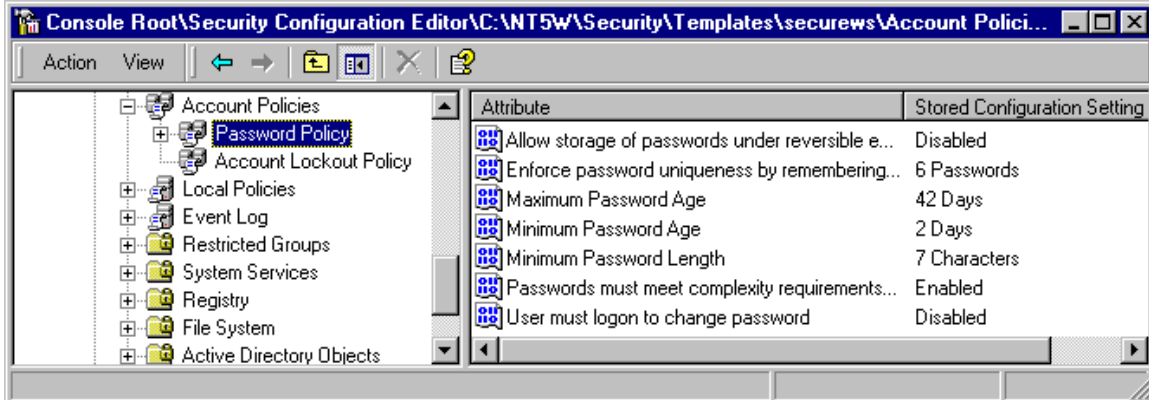 Console Root\Security Configuration Editor\C:\NT5W\Security\Templates\securews\Account Polici...
Action View
Account Policies
Password Policy
Account Lockout Policy
Local Policies
Event Log
Restricted Groups
System Services
Registry
File System
Active Directory Objects
Attribute Stored Configuration Setting
Allow storage of passwords under reversible e... Disabled
Enforce password uniqueness by remembering... 6 Passwords
Maximum Password Age 42 Days
Minimum Password Age 2 Days
Minimum Password Length 7 Characters
Passwords must meet complexity requirements... Enabled
User must logon to change password Disabled